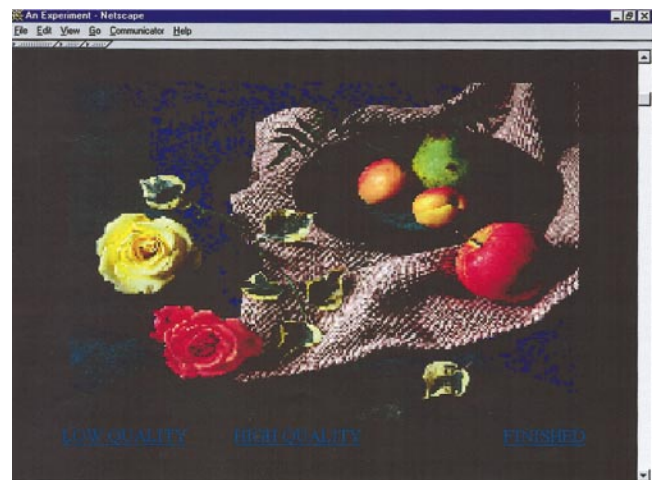 An Experiment - Netscape
File Edit View Go Communicator Help
LOW QUALITY HIGH QUALITY FINISHED